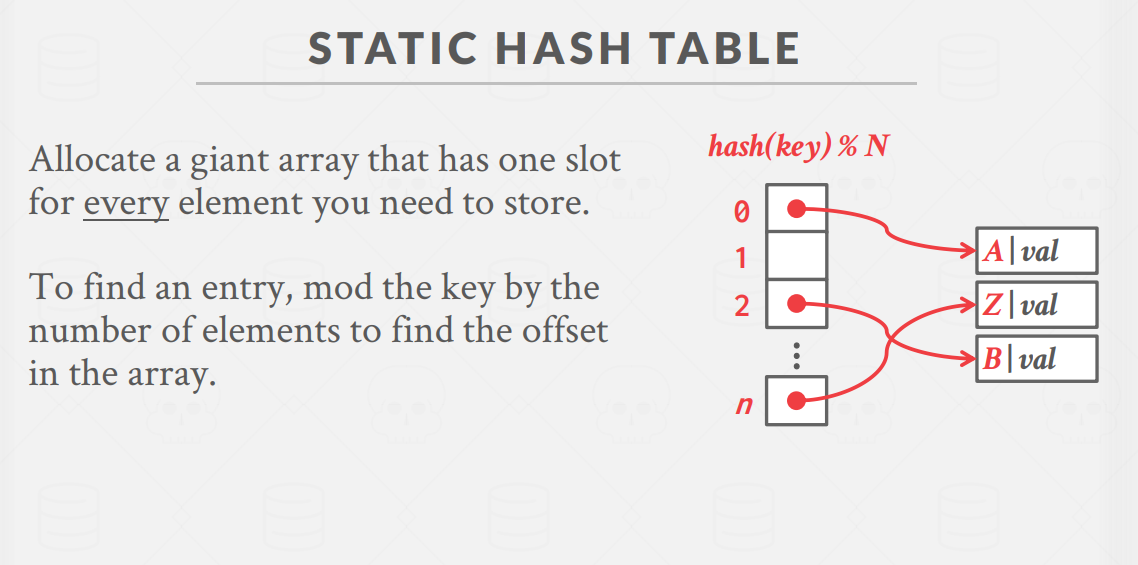 STATIC HASH TABLE
Allocate a giant array that has one slot
for every element you need to store.
To find an entry, mod the key by the
number of elements to find the offset
in the array.
hash(key) % N
0
1
2
⋮
n
A|val
Z|val
B|val